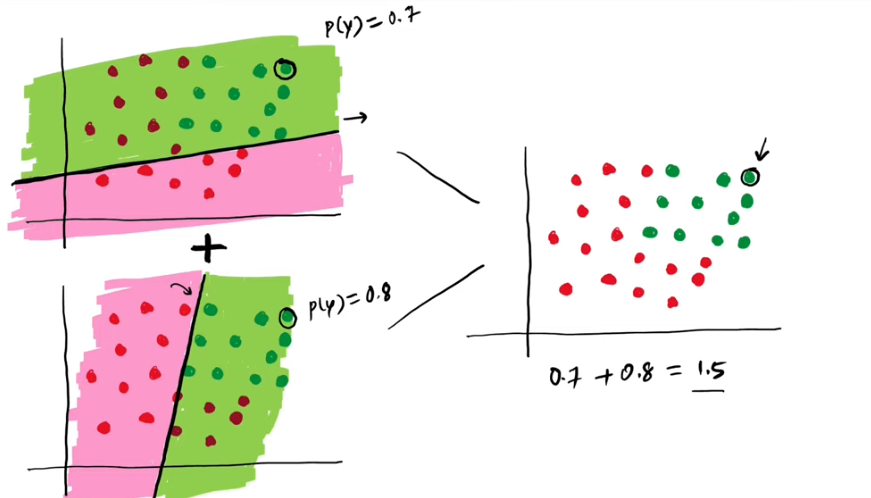 P(y) = 0.7
+
P(y) = 0.8
0.7 + 0.8 = 1.5